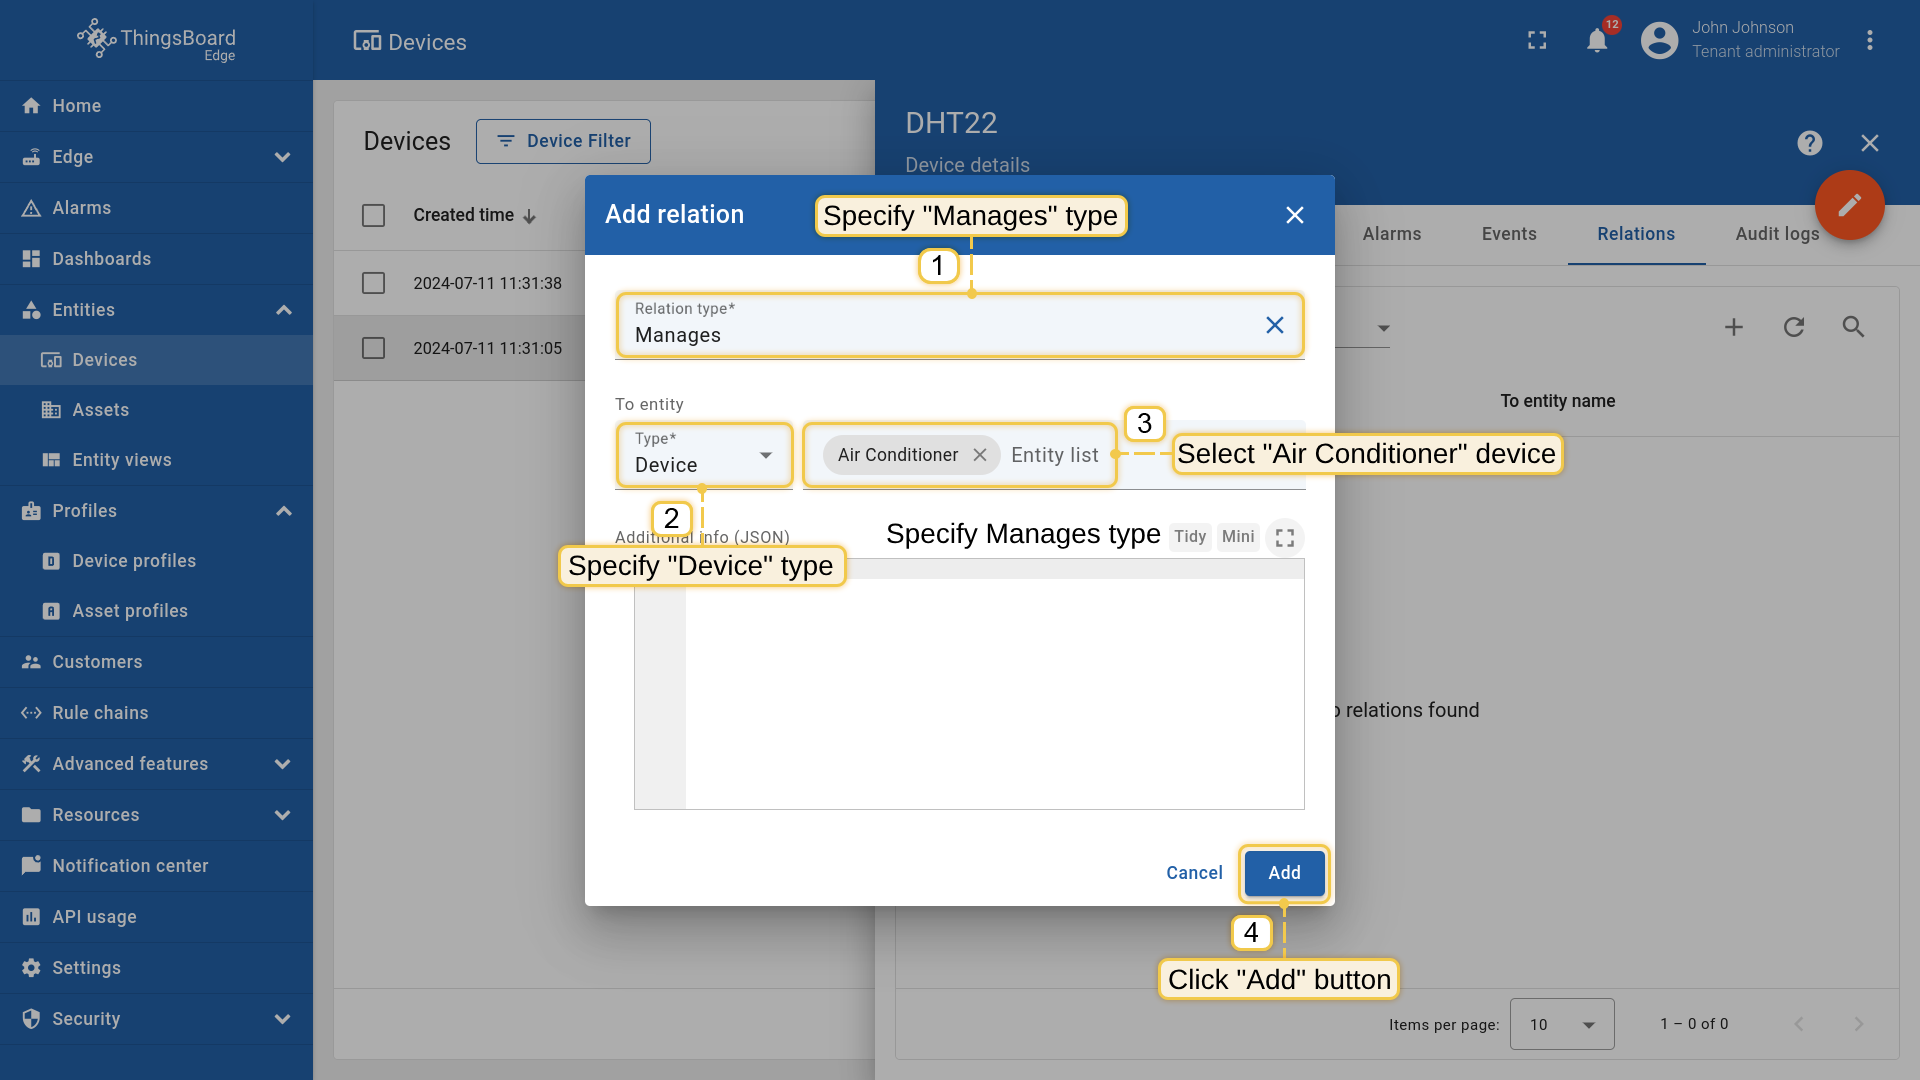 ThingsBoard
Edge
Devices
12
John Johnson
Tenant administrator
Home
Edge
Alarms
Dashboards
Entities
Devices
Assets
Entity views
Profiles
Device profiles
Asset profiles
Customers
Rule chains
Advanced features
Resources
Notification center
API usage
Settings
Security
Devices
Device Filter
Created time
2024-07-11 11:31:38
2024-07-11 11:31:05
DHT22
Device details
Alarms
Events
Relations
Audit logs
To entity name
relations found
Items per page:
10
1 – 0 of 0
Add relation
Specify "Manages" type
1
Relation type*
Manages
To entity
Type*
Device
Air Conditioner
Entity list
3
Select "Air Conditioner" device
2
Additional info (JSON)
Specify Manages type
Tidy
Mini
Specify "Device" type
Cancel
Add
4
Click "Add" button